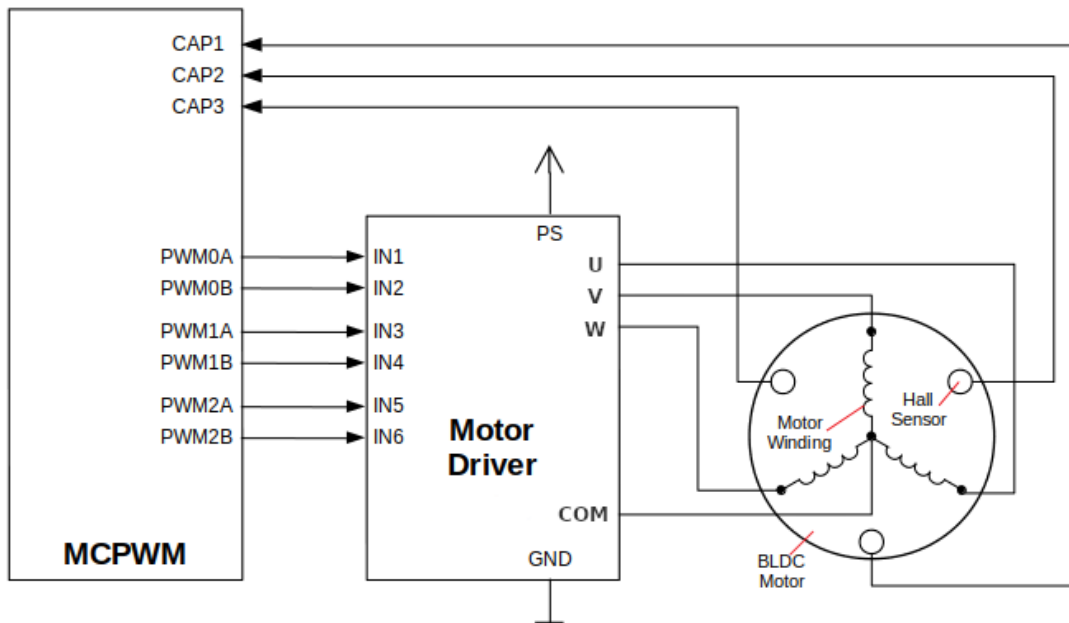 CAP1
CAP2
CAP3
PWM0A
PWM0B
PWM1A
PWM1B
PWM2A
PWM2B
MCPWM
PS
IN1
IN2
IN3
IN4
IN5
IN6
U
V
W
Motor
Driver
COM
GND
Motor
Winding
Hall
Sensor
BLDC
Motor